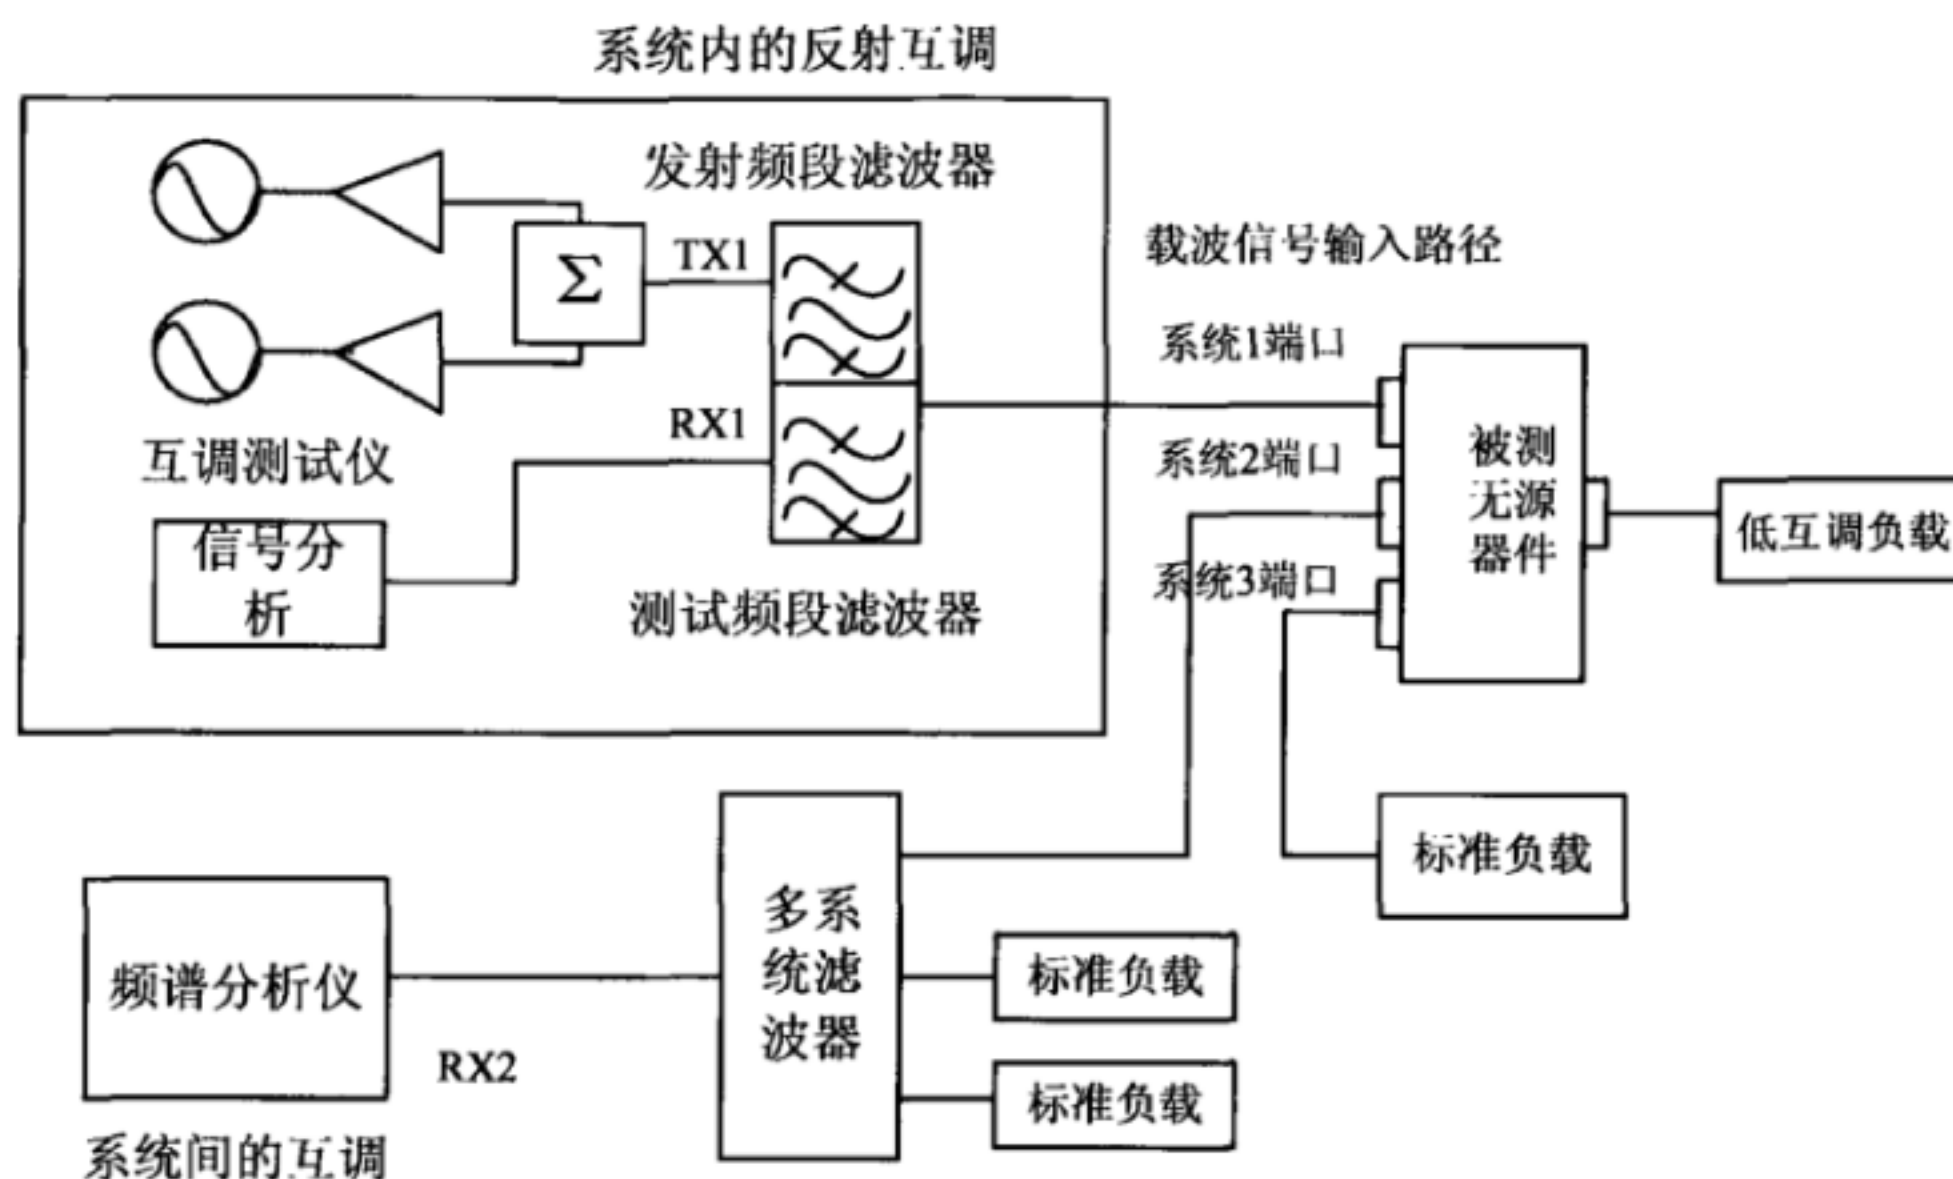 系统内的反射互调
发射频段滤波器
Σ
TX1
载波信号输入路径
系统1端口
RX1
互调测试仪
系统2端口
被测
无源
器件
低互调负载
信号分
析
系统3端口
测试频段滤波器
标准负载
多系
统滤
波器
频谱分析仪
标准负载
RX2
标准负载
系统间的互调